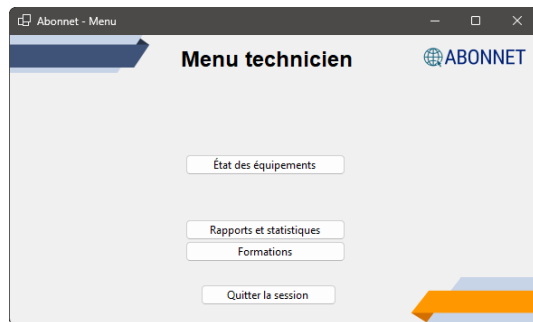 Abonnet - Menu
Menu technicien
ABONNET
État des équipements
Rapports et statistiques
Formations
Quitter la session